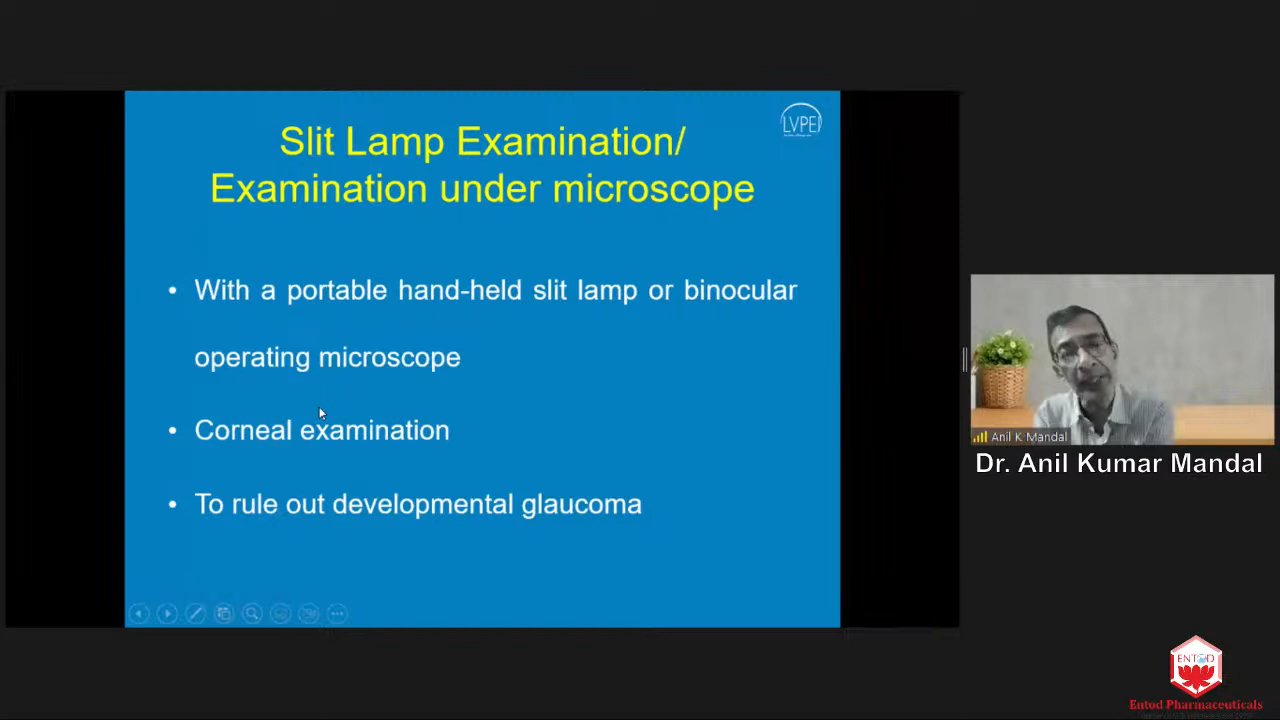 LVPEI
Slit Lamp Examination/
Examination under microscope
• With a portable hand-held slit lamp or binocular
operating microscope
• Corneal examination
• To rule out developmental glaucoma
Anil K Mandal
Dr. Anil Kumar Mandal
ENTOD
Entod Pharmaceuticals